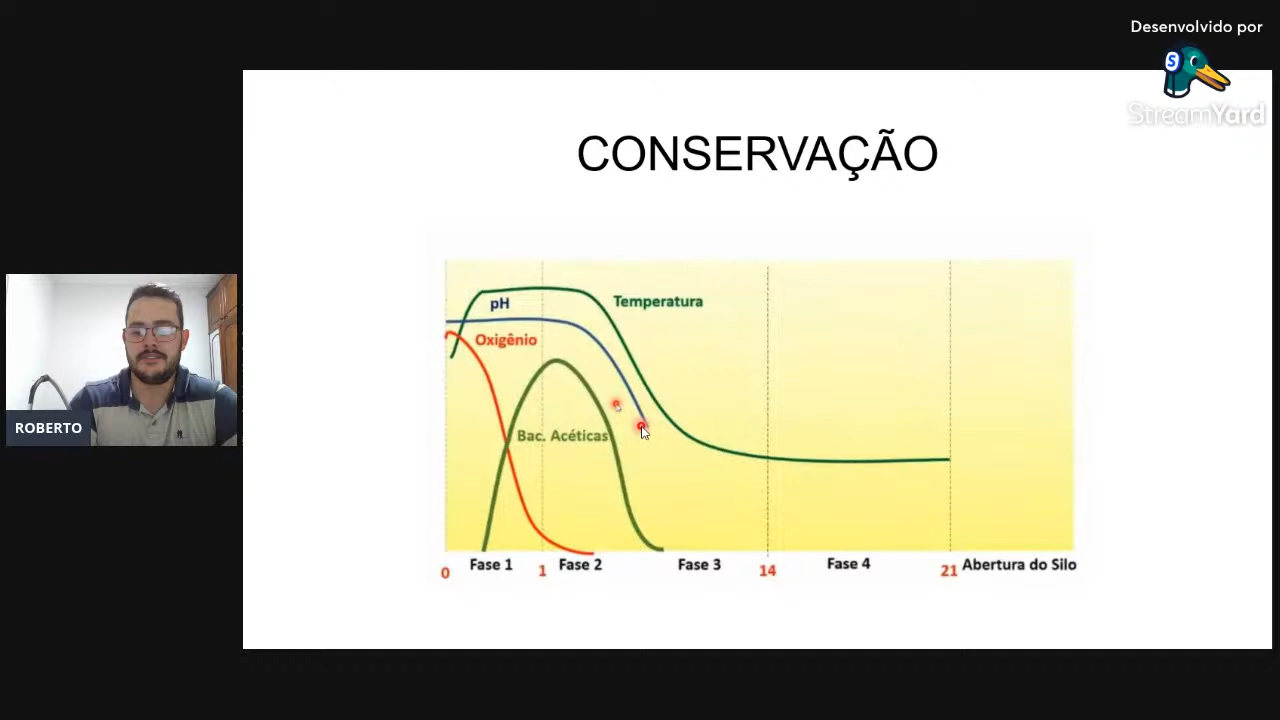 Desenvolvido por
StreamYard
CONSERVAÇÃO
pH
Temperatura
Oxigênio
Bac. Acéticas
ROBERTO
0 Fase 1 1 Fase 2 Fase 3 14 Fase 4 21 Abertura do Silo